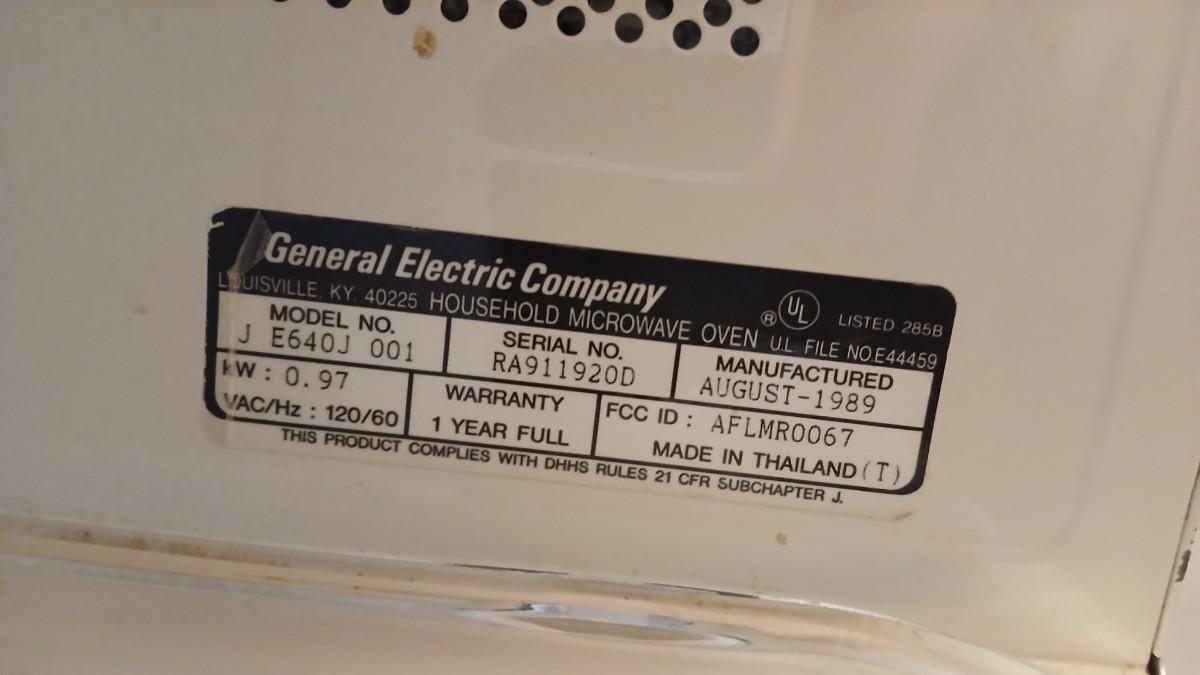 General Electric Company
LOUISVILLE, KY. 40225 HOUSEHOLD MICROWAVE OVEN U.L. FILE NO.E44459
® UL LISTED 285B
MODEL NO.
J E640J 001
SERIAL NO.
RA911920D
MANUFACTURED
AUGUST-1989
kW : 0.97
VAC/Hz : 120/60
WARRANTY
1 YEAR FULL
FCC ID : AFLMR0067
MADE IN THAILAND (T)
THIS PRODUCT COMPLIES WITH DHHS RULES 21 CFR SUBCHAPTER J.